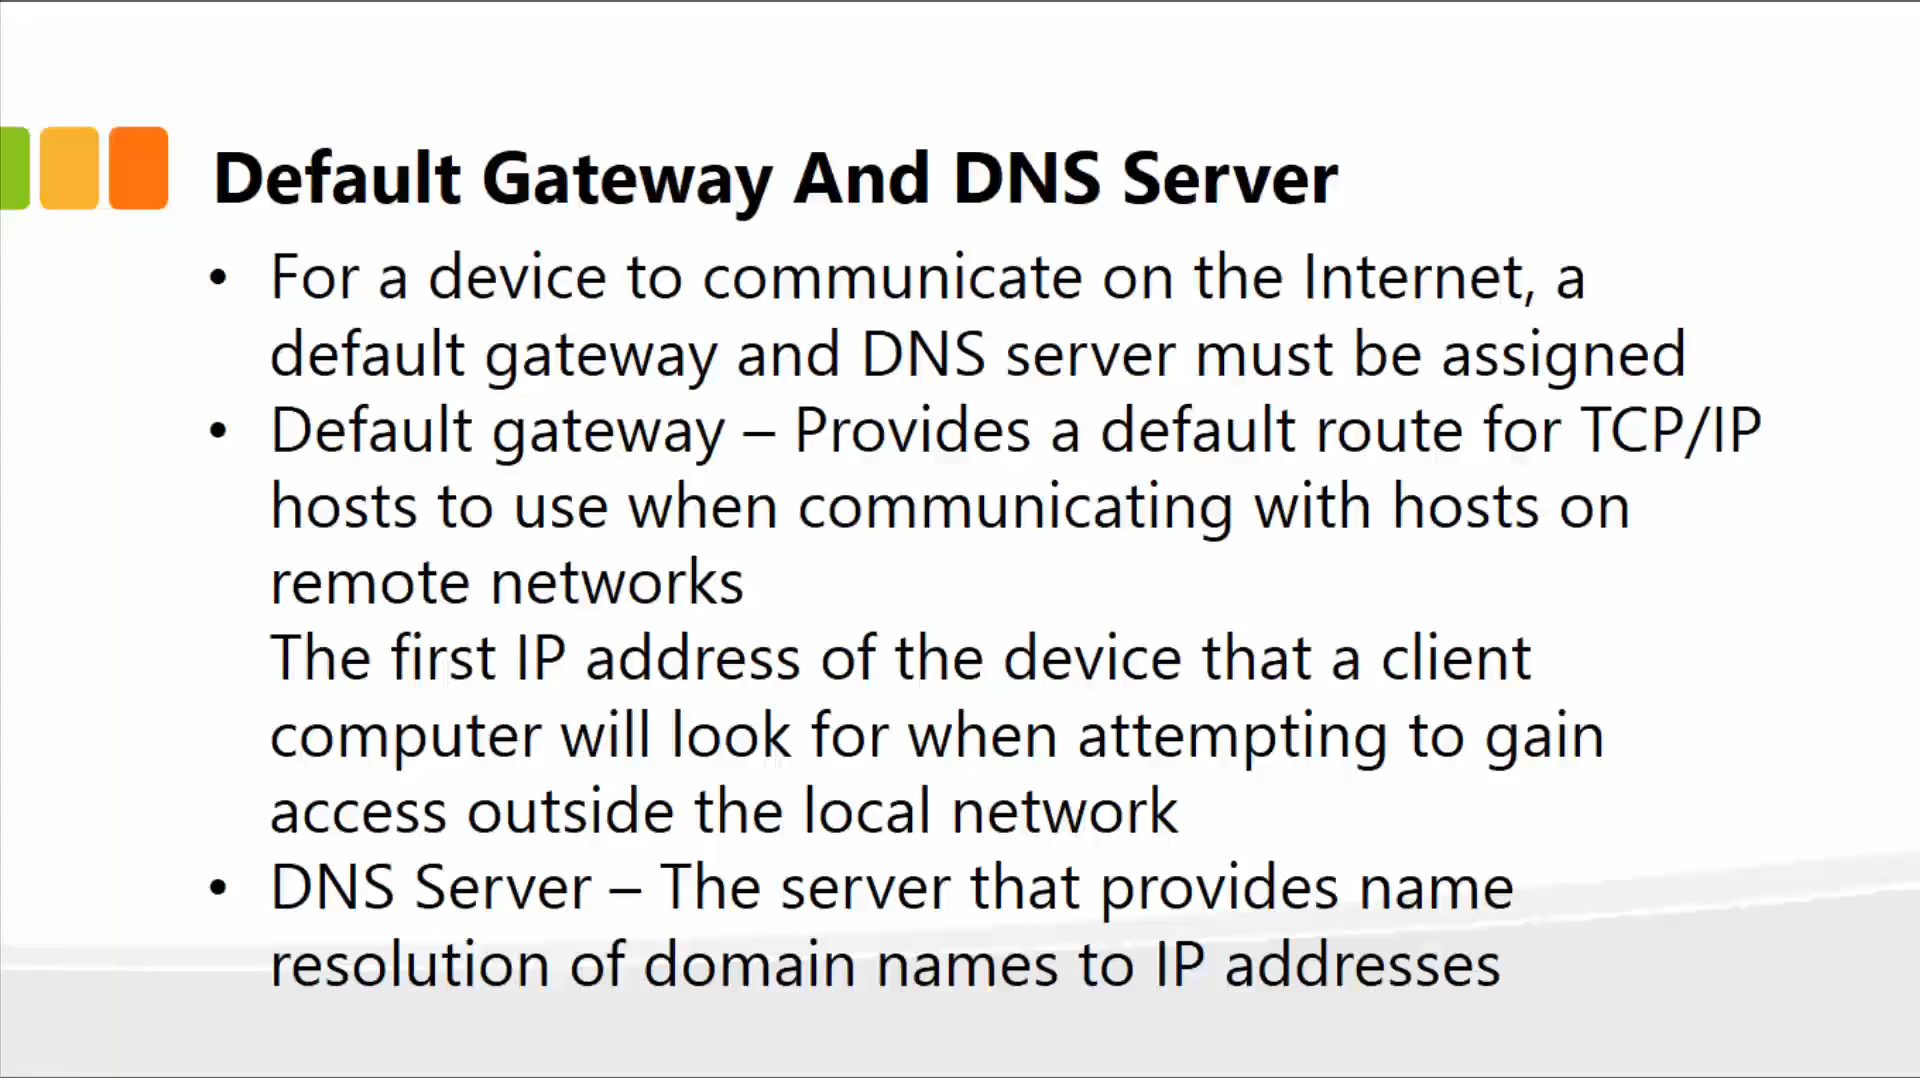 Default Gateway And DNS Server
• For a device to communicate on the Internet, a
default gateway and DNS server must be assigned
• Default gateway – Provides a default route for TCP/IP
hosts to use when communicating with hosts on
remote networks
The first IP address of the device that a client
computer will look for when attempting to gain
access outside the local network
• DNS Server – The server that provides name
resolution of domain names to IP addresses